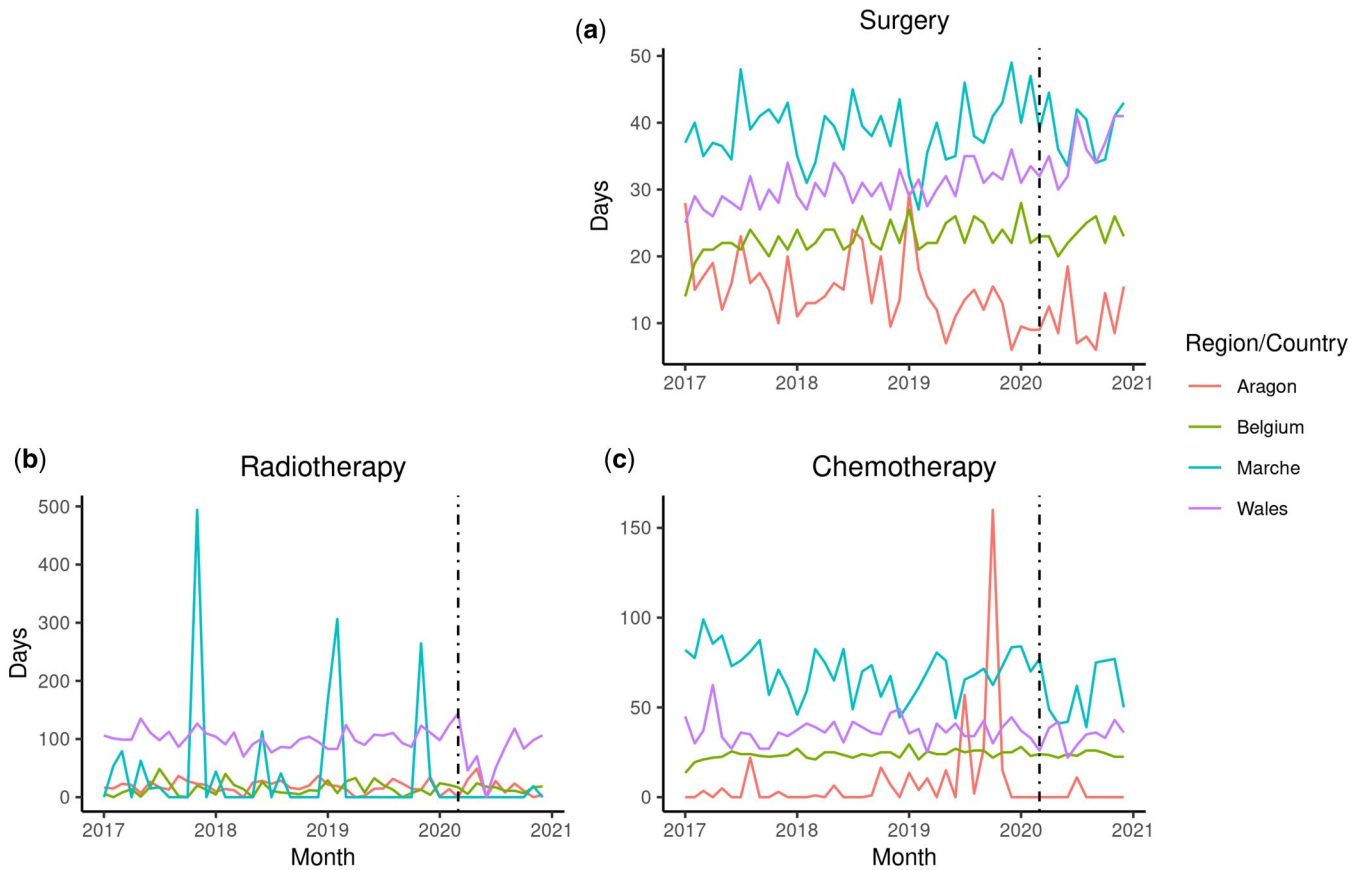 (a)
Surgery
Days
50
40
30
20
10
2017 2018 2019 2020 2021
Region/Country
Aragon
Belgium
Marche
Wales
(b)
Radiotherapy
Days
500
400
300
200
100
0
2017 2018 2019 2020 2021
Month
(c)
Chemotherapy
150
100
50
0
2017 2018 2019 2020 2021
Month